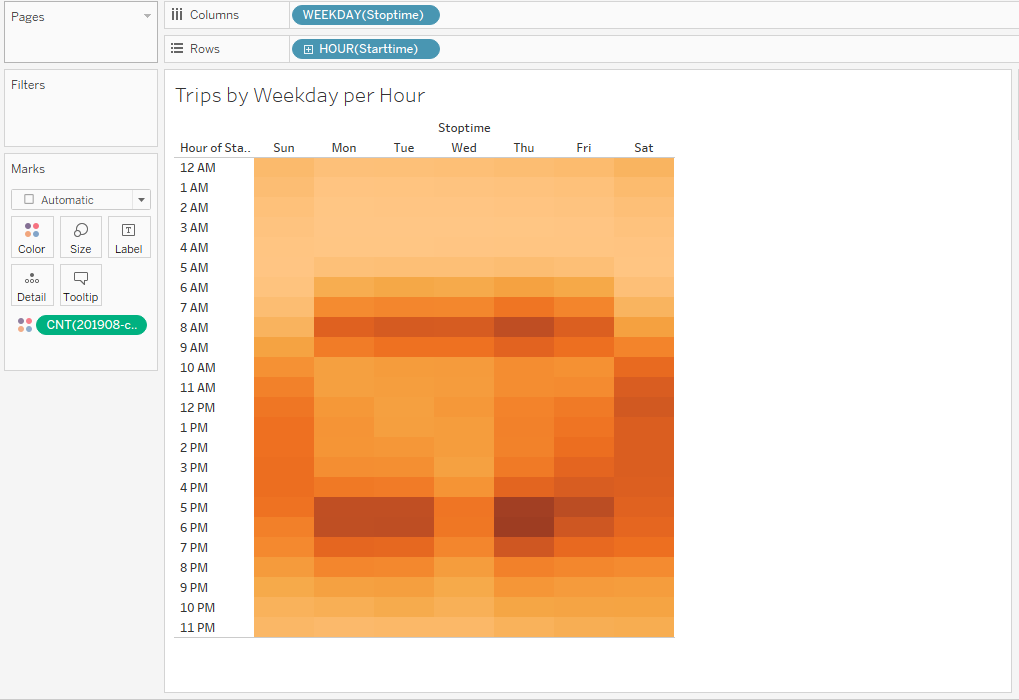 Pages
Columns WEEKDAY(Stoptime)
Rows HOUR(Starttime)
Filters
Marks
Automatic
Color Size Label
Detail Tooltip
CNT(201908-c..
Trips by Weekday per Hour
Stoptime
Hour of Sta.. Sun Mon Tue Wed Thu Fri Sat
12 AM
1 AM
2 AM
3 AM
4 AM
5 AM
6 AM
7 AM
8 AM
9 AM
10 AM
11 AM
12 PM
1 PM
2 PM
3 PM
4 PM
5 PM
6 PM
7 PM
8 PM
9 PM
10 PM
11 PM